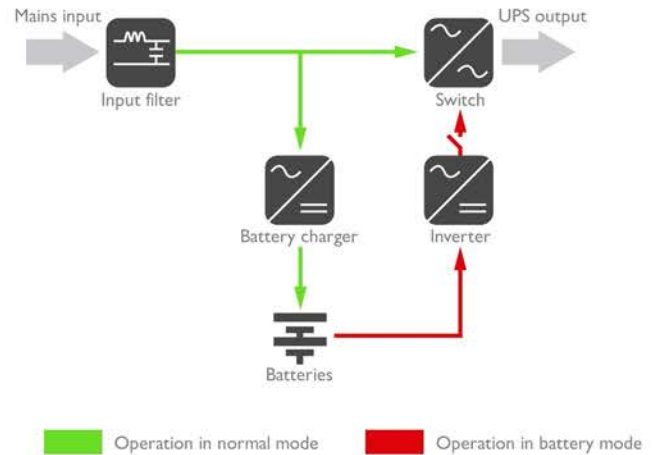 Mains input
UPS output
Input filter
Switch
Battery charger
Inverter
Batteries
Operation in normal mode
Operation in battery mode